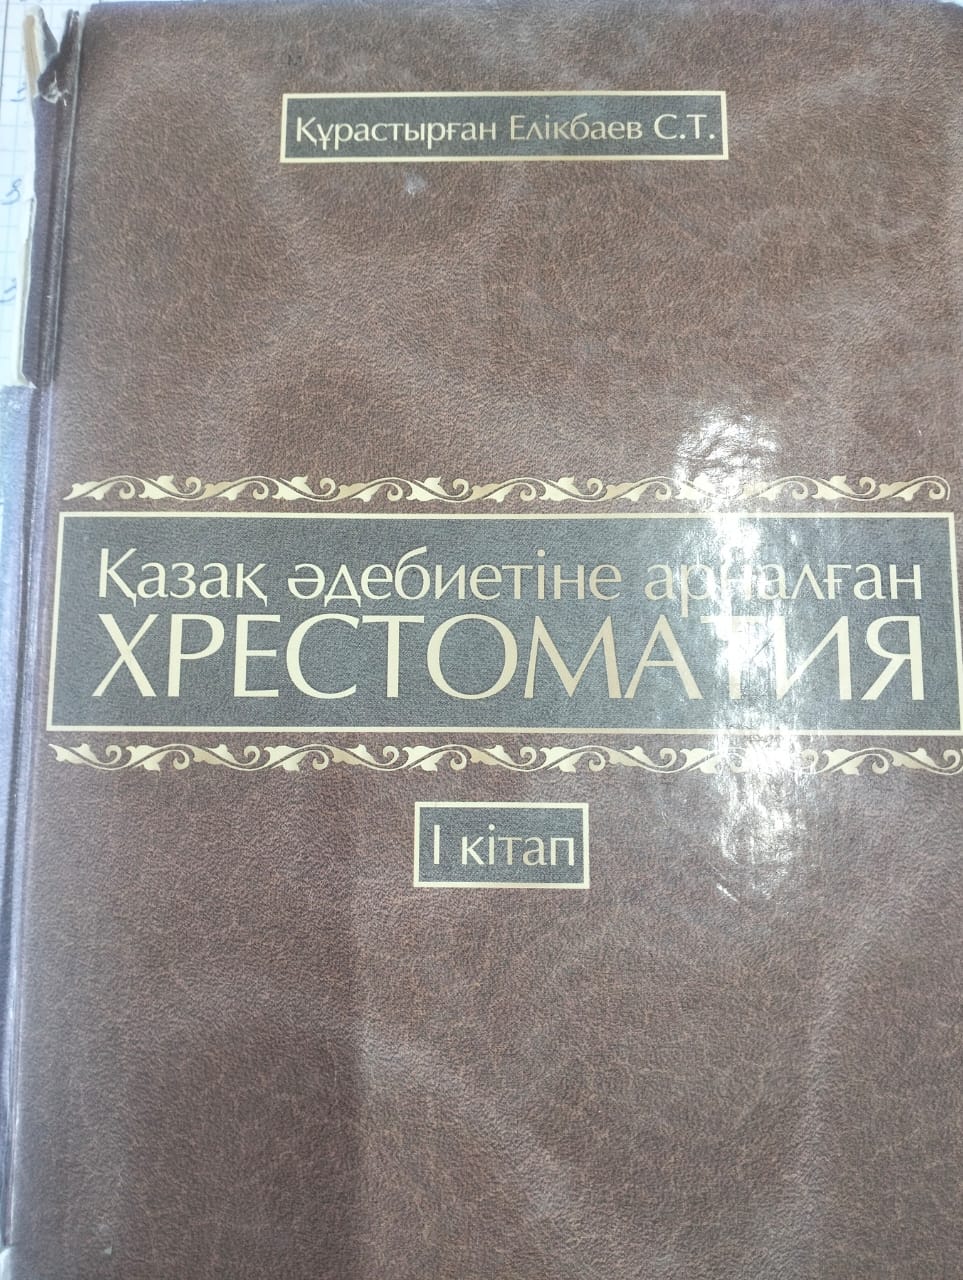 Құрастырған Елікбаев С.Т.
Қазақ әдебиетіне арналған
ХРЕСТОМАТИЯ
І кітап